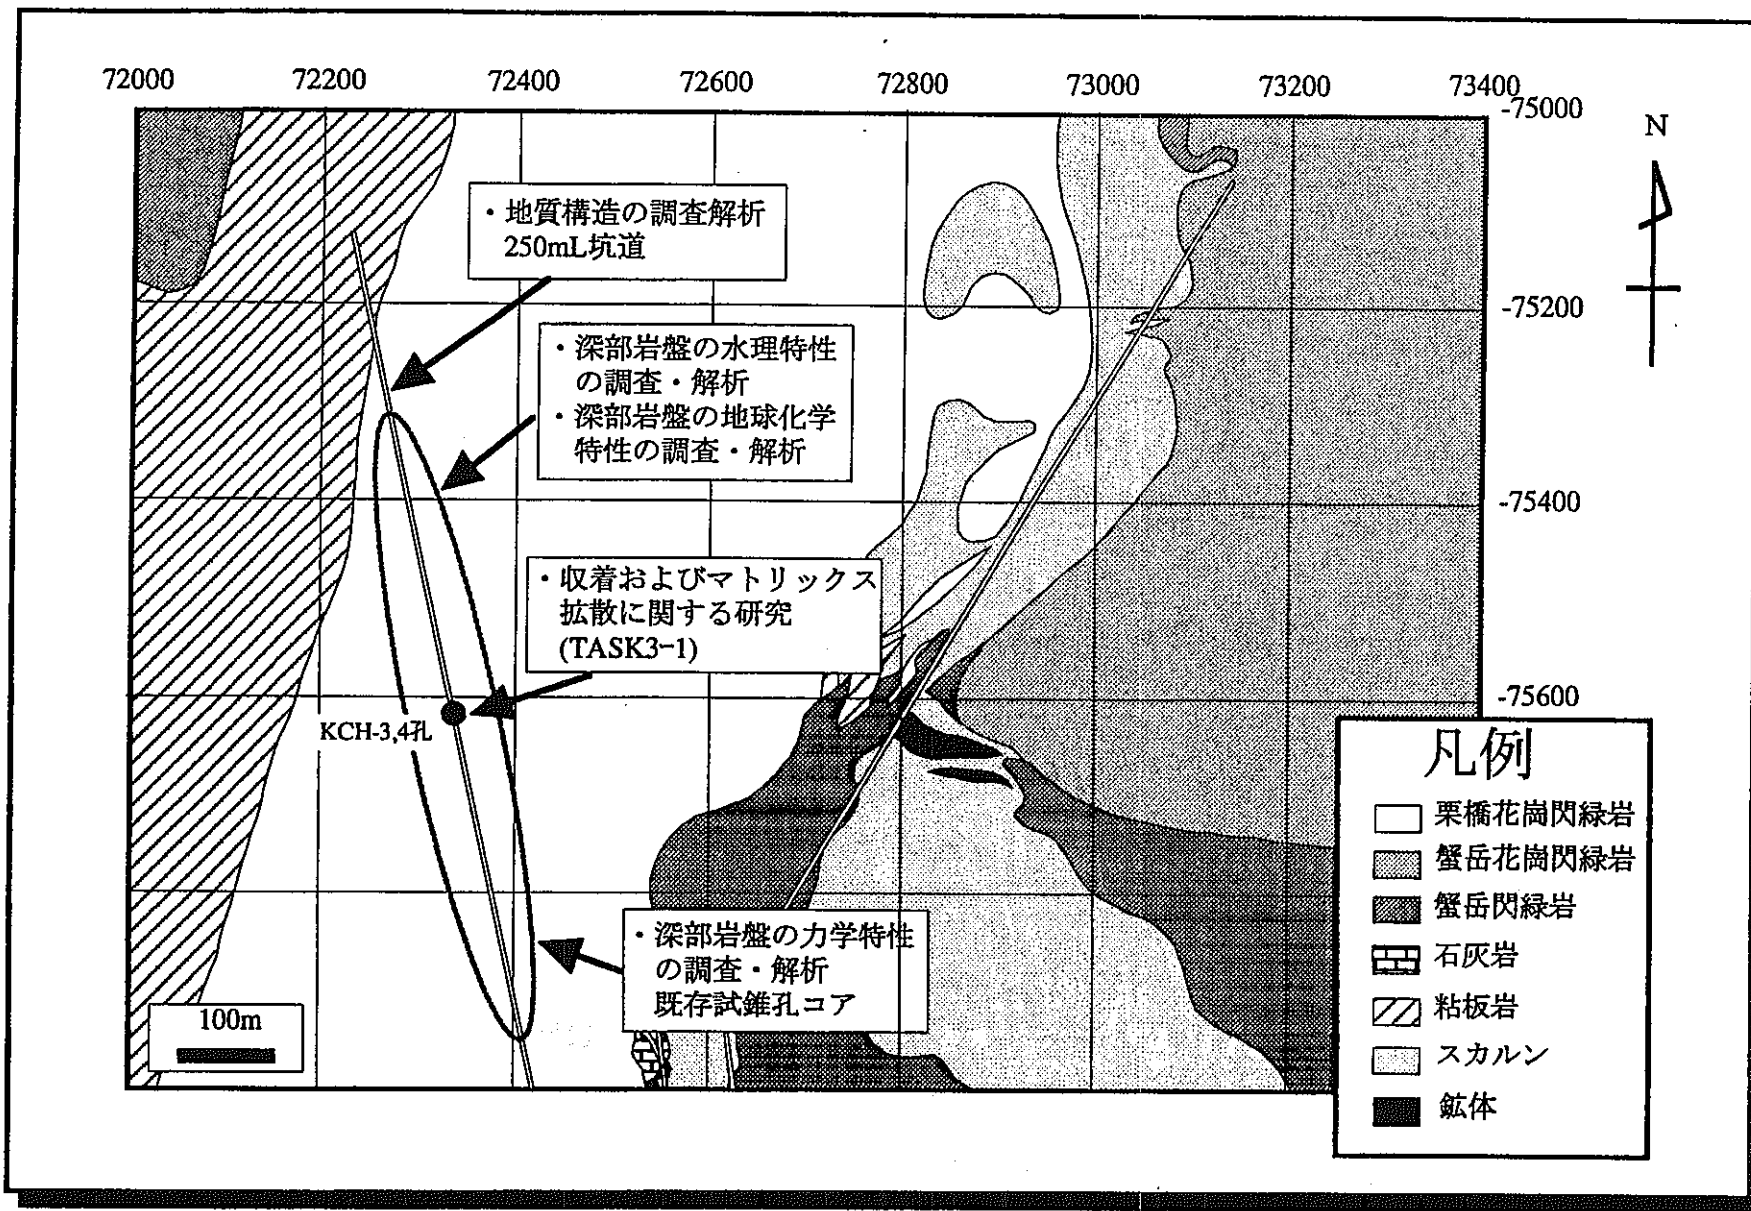 72000 72200 72400 72600 72800 73000 73200 73400
-75000
N
・地質構造の調査解析
250mL坑道
-75200
・深部岩盤の水理特性
の調査・解析
・深部岩盤の地球化学
特性の調査・解析
-75400
・収着およびマトリックス
拡散に関する研究
(TASK3-1)
-75600
KCH-3,4孔
・深部岩盤の力学特性
の調査・解析
既存試錐孔コア
100m
凡例
栗橋花崗閃緑岩
蟹岳花崗閃緑岩
蟹岳閃緑岩
石灰岩
粘板岩
スカルン
鉱体